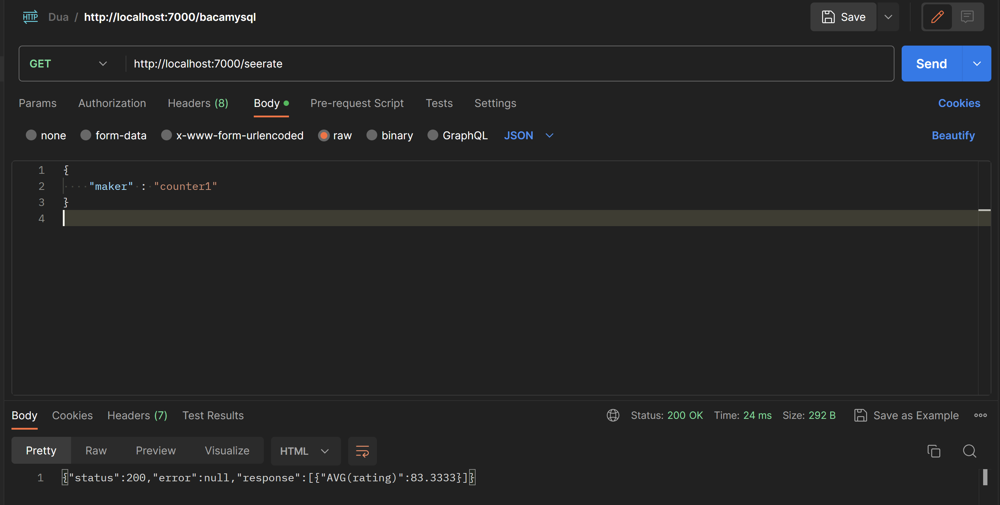 HTTP Dua / http://localhost:7000/bacamysql Save
GET http://localhost:7000/seerate Send
Params Authorization Headers (8) Body Pre-request Script Tests Settings Cookies
none form-data x-www-form-urlencoded raw binary GraphQL JSON Beautify
1 {
2 "maker" : "counter1"
3 }
4
Body Cookies Headers (7) Test Results Status: 200 OK Time: 24 ms Size: 292 B Save as Example
Pretty Raw Preview Visualize HTML
1 {"status":200,"error":null,"response":[{"AVG(rating)":83.3333}]}